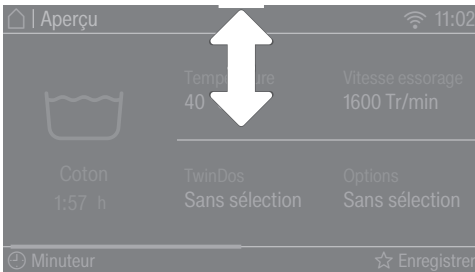 | Aperçu 11:02
Température Vitesse essorage
40 1600 Tr/min
Coton TwinDos Options
1:57 h Sans sélection Sans sélection
Minuteur Enregistrer